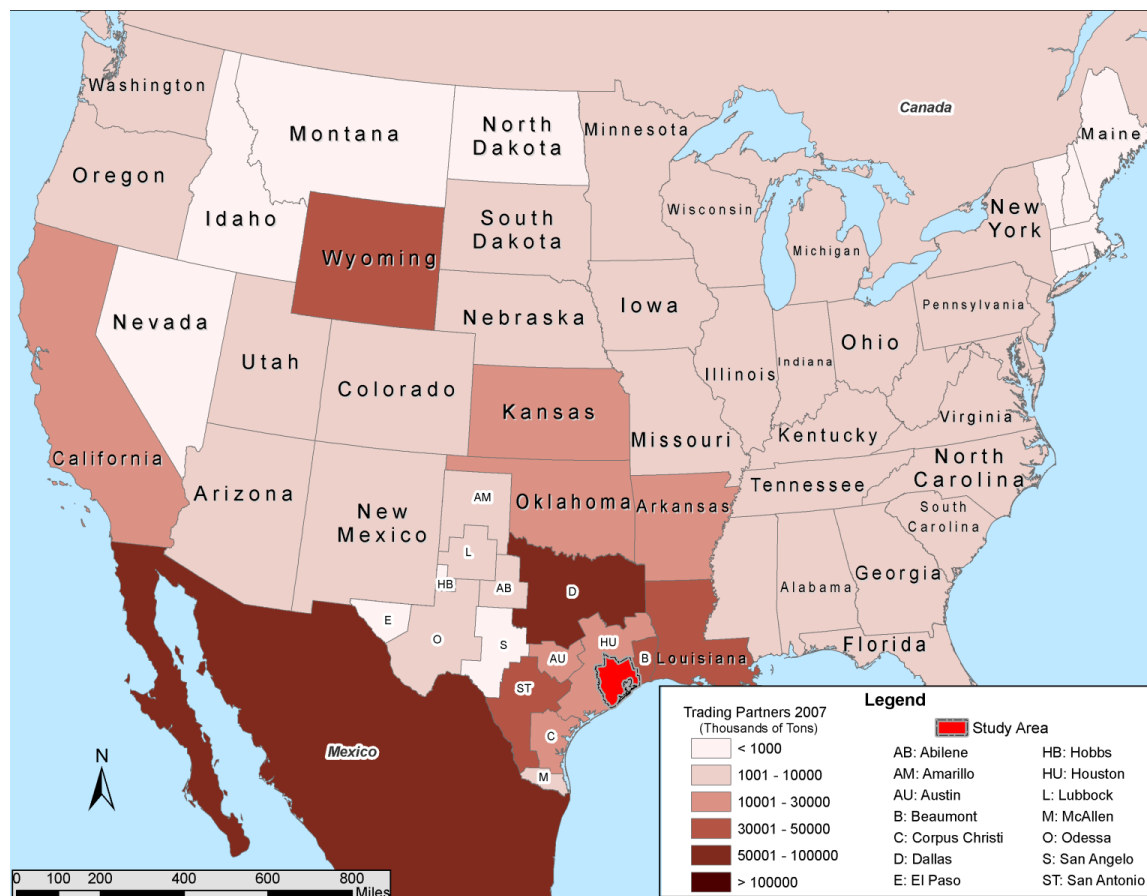 Washington
Montana
North
Dakota
Minnesota
Canada
Maine
Oregon
Idaho
South
Dakota
Wisconsin
Michigan
New
York
Wyoming
Nevada
Utah
Colorado
Nebraska
Iowa
Illinois
Indiana
Ohio
Pennsylvania
California
Arizona
New
Mexico
Kansas
Oklahoma
Missouri
Arkansas
Kentucky
Virginia
Tennessee
North
Carolina
South
Carolina
Alabama
Georgia
Florida
Louisiana
AM
L
HB
AB
D
E
O
S
AU
HU
B
ST
C
M
Mexico
N
0 100 200 400 600 800
Miles
Legend
Trading Partners 2007
(Thousands of Tons)
< 1000
1001 - 10000
10001 - 30000
30001 - 50000
50001 - 100000
> 100000
Study Area
AB: Abilene
AM: Amarillo
AU: Austin
B: Beaumont
C: Corpus Christi
D: Dallas
E: El Paso
HB: Hobbs
HU: Houston
L: Lubbock
M: McAllen
O: Odessa
S: San Angelo
ST: San Antonio